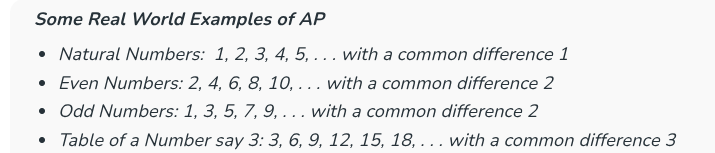 Some Real World Examples of AP
• Natural Numbers: 1, 2, 3, 4, 5, . . . with a common difference 1
• Even Numbers: 2, 4, 6, 8, 10, . . . with a common difference 2
• Odd Numbers: 1, 3, 5, 7, 9, . . . with a common difference 2
• Table of a Number say 3: 3, 6, 9, 12, 15, 18, . . . with a common difference 3